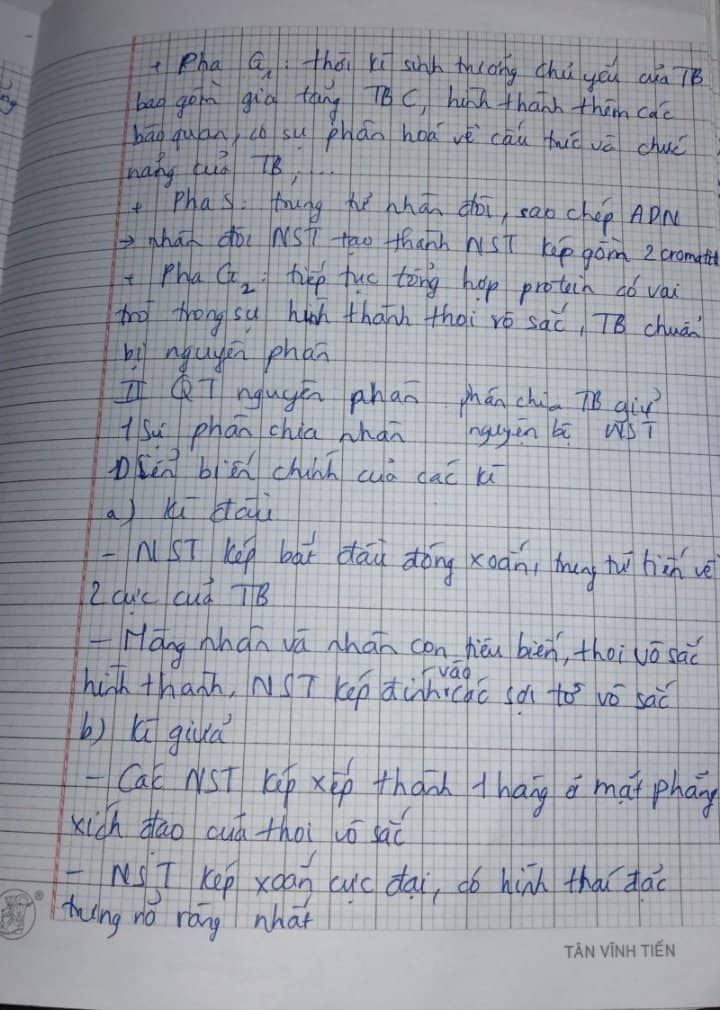 + Pha G₁: thời kì sinh trưởng chủ yếu của TB
bao gồm gia tăng TBC, hình thành thêm các
bào quan, có sự phân hoá về cấu trúc và chức
năng của TB, ...
+ Pha S: trung tử nhân đôi, sao chép ADN
→ nhân đôi NST tạo thành NST kép gồm 2 cromatit
+ Pha G₂: tiếp tục tổng hợp protein có vai
trò trong sự hình thành thoi vô sắc, TB chuẩn
bị nguyên phân
II QT nguyên phân phân chia TB giữ
1 Sự phân chia nhân nguyên bộ NST
Diễn biến chính của các kì
a) Kì đầu
- NST kép bắt đầu đóng xoắn, trung tử tiến về
2 cực của TB
- Màng nhân và nhân con tiêu biến, thoi vô sắc
hình thành, NST kép đính vào các sợi tơ vô sắc
b) Kì giữa
- Các NST kép xếp thành 1 hàng ở mặt phẳng
xích đạo của thoi vô sắc
- NST kép xoắn cực đại, có hình thái đặc
trưng rõ ràng nhất
TÂN VĨNH TIẾN